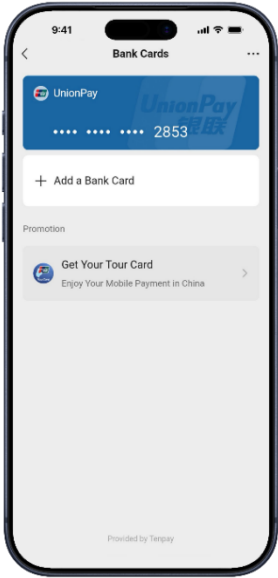 9:41
Bank Cards
UnionPay
UnionPay
银联
•••• •••• •••• 2853
Add a Bank Card
Promotion
Get Your Tour Card
Enjoy Your Mobile Payment in China
Provided by Tenpay